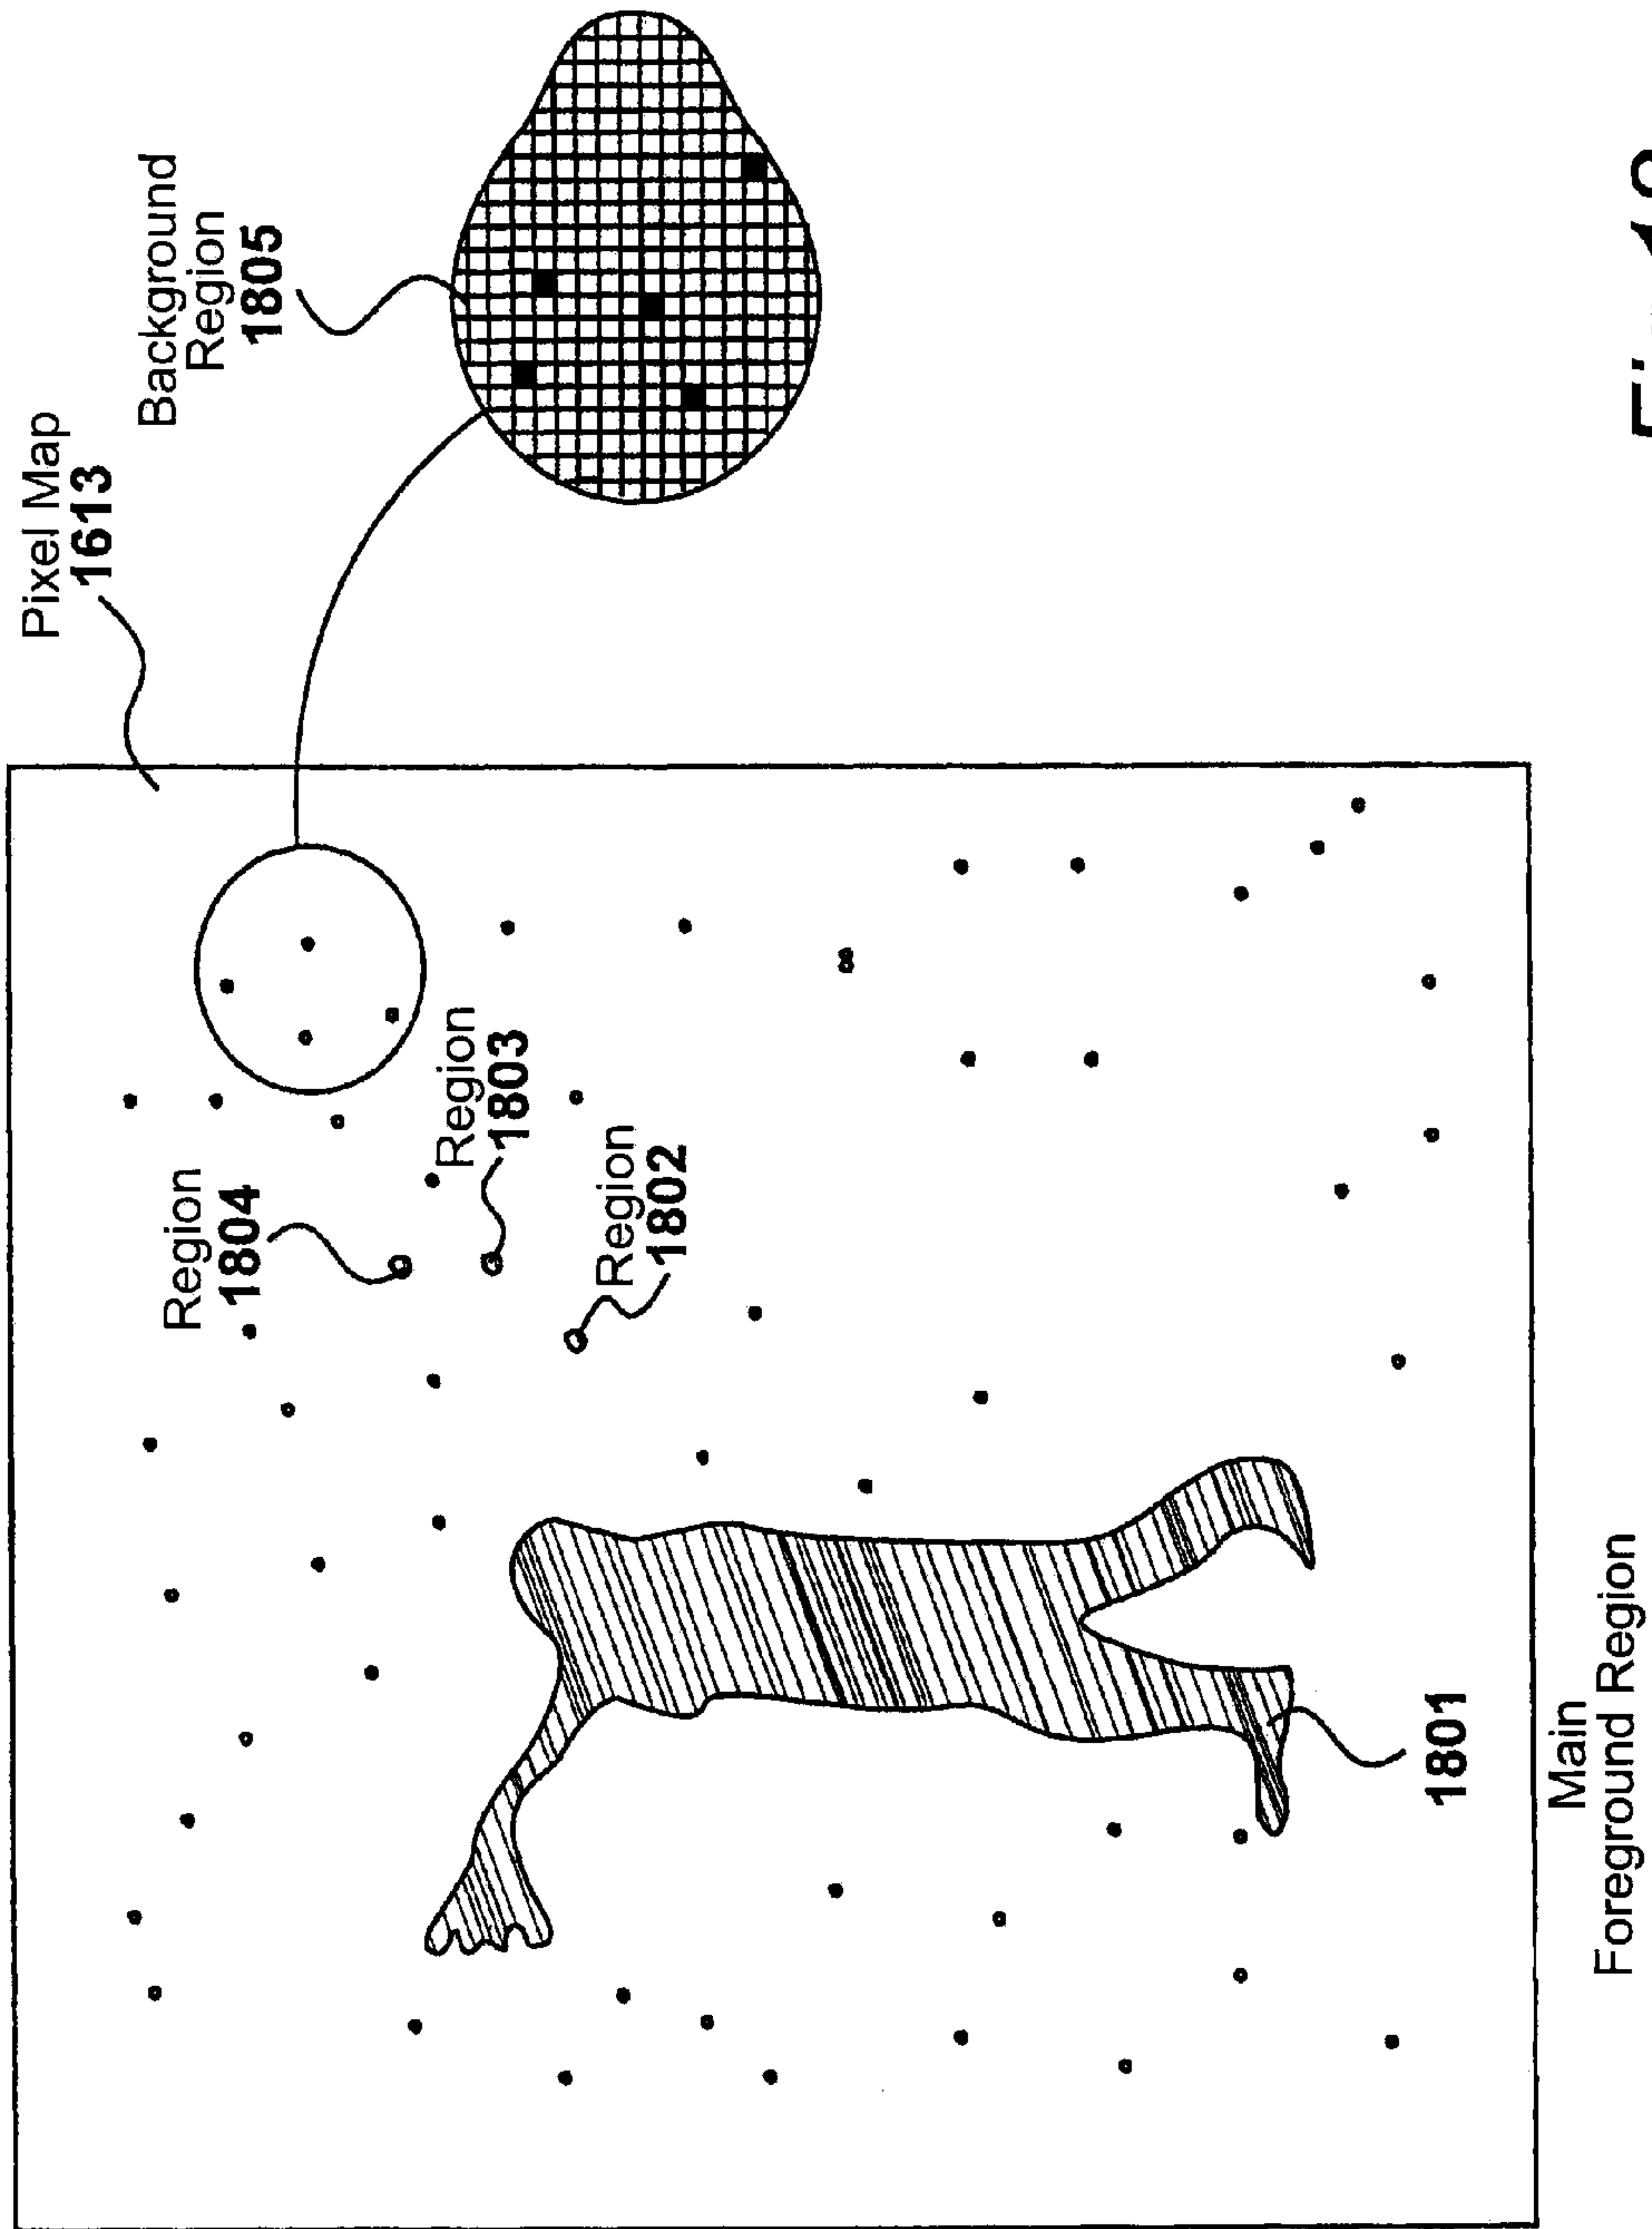 Pixel Map
1613
Background
Region
1805
Region
1804
Region
1803
Region
1802
1801
Main
Foreground Region